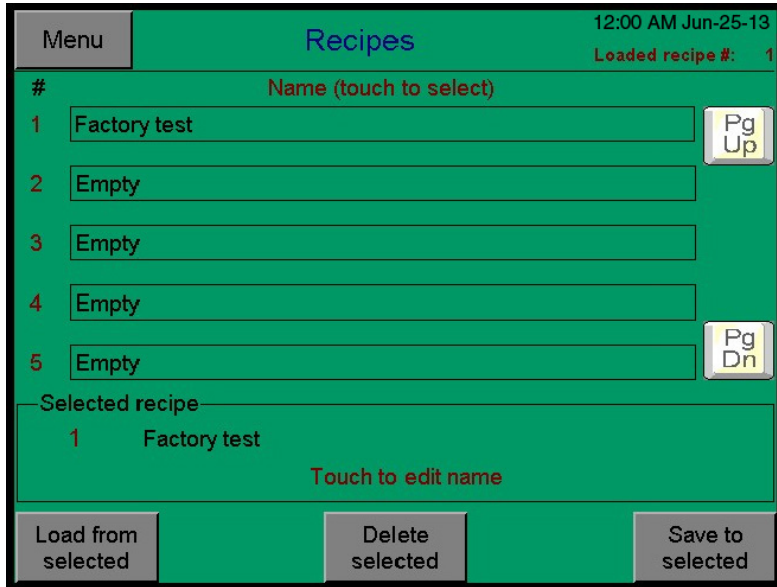 Menu
Recipes
12:00 AM Jun-25-13
Loaded recipe #: 1
# Name (touch to select)
1 Factory test
Pg
Up
2 Empty
3 Empty
4 Empty
5 Empty
Pg
Dn
Selected recipe
1 Factory test
Touch to edit name
Load from
selected
Delete
selected
Save to
selected